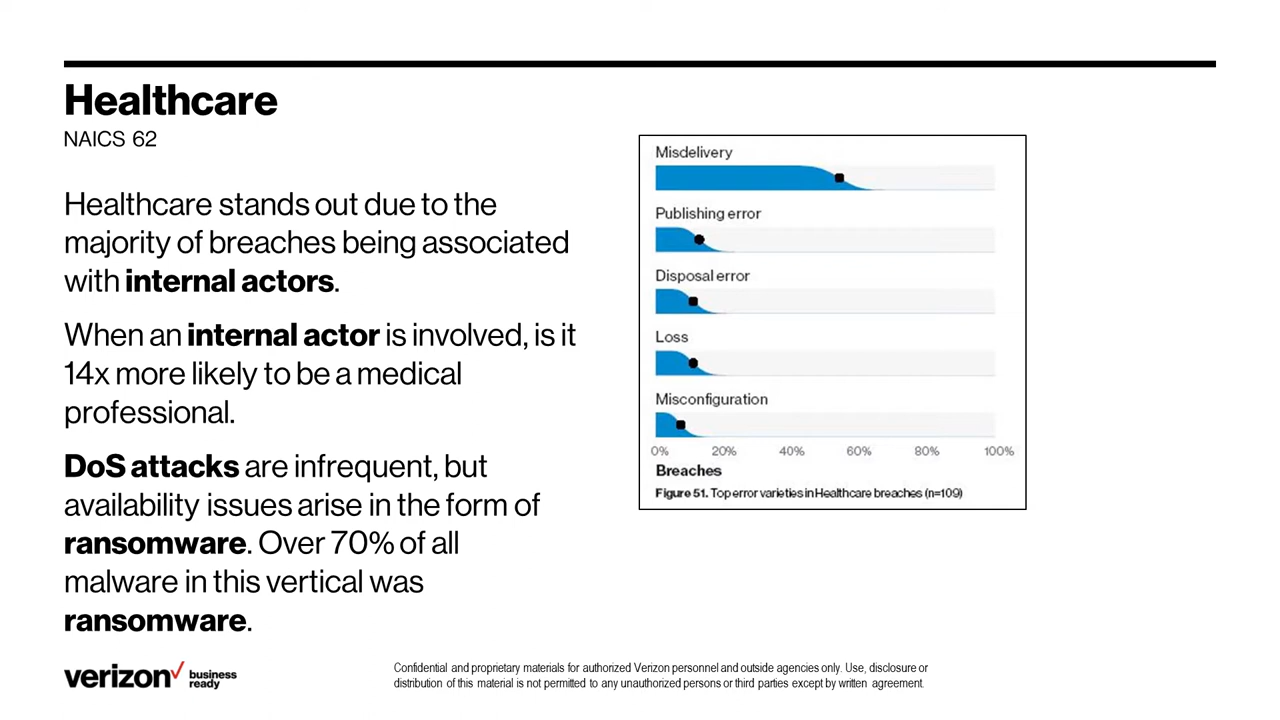 Healthcare
NAICS 62
Healthcare stands out due to the
majority of breaches being associated
with internal actors.
When an internal actor is involved, is it
14x more likely to be a medical
professional.
DoS attacks are infrequent, but
availability issues arise in the form of
ransomware. Over 70% of all
malware in this vertical was
ransomware.
Misdelivery
Publishing error
Disposal error
Loss
Misconfiguration
0% 20% 40% 60% 80% 100%
Breaches
Figure 51. Top error varieties in Healthcare breaches (n=109)
verizon business
ready
Confidential and proprietary materials for authorized Verizon personnel and outside agencies only. Use, disclosure or
distribution of this material is not permitted to any unauthorized persons or third parties except by written agreement.